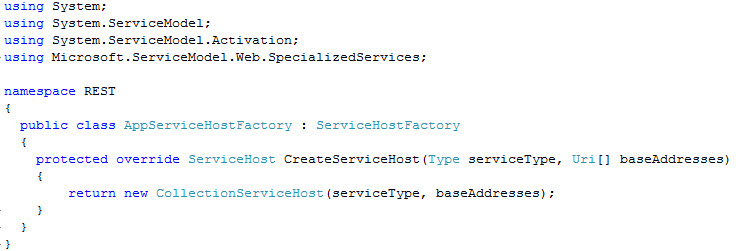 using System;
using System.ServiceModel;
using System.ServiceModel.Activation;
using Microsoft.ServiceModel.Web.SpecializedServices;

namespace REST
{
  public class AppServiceHostFactory : ServiceHostFactory
  {
    protected override ServiceHost CreateServiceHost(Type serviceType, Uri[] baseAddresses)
    {
        return new CollectionServiceHost(serviceType, baseAddresses);
    }
  }
}